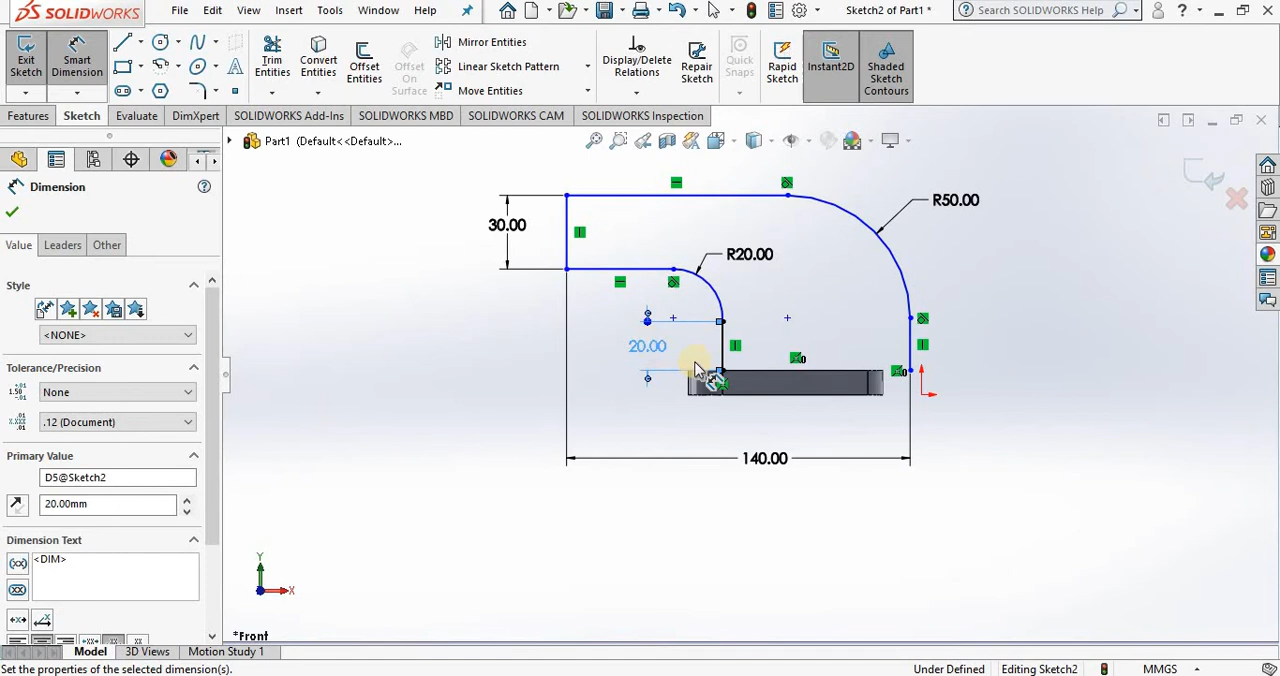 SOLIDWORKS File Edit View Insert Tools Window Help Sketch2 of Part1 * Search SOLIDWORKS Help ?
Exit Sketch
Smart Dimension
Trim Entities
Convert Entities
Offset Entities
Offset On Surface
Mirror Entities
Linear Sketch Pattern
Move Entities
Display/Delete Relations
Repair Sketch
Quick Snaps
Rapid Sketch
Instant2D
Shaded Sketch Contours
Features Sketch Evaluate DimXpert SOLIDWORKS Add-Ins SOLIDWORKS MBD SOLIDWORKS CAM SOLIDWORKS Inspection
Part1 (Default<<Default>...
Dimension
Value Leaders Other
Style
<NONE>
Tolerance/Precision
None
.12 (Document)
Primary Value
D5@Sketch2
20.00mm
Dimension Text
<DIM>
30.00
R20.00
R50.00
20.00
140.00
Y
X
*Front
Model 3D Views Motion Study 1
Set the properties of the selected dimension(s). Under Defined Editing Sketch2 MMGS